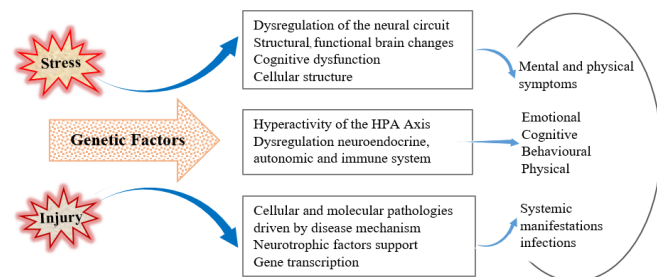 Stress
Dysregulation of the neural circuit
Structural, functional brain changes
Cognitive dysfunction
Cellular structure
Mental and physical
symptoms
Genetic Factors
Hyperactivity of the HPA Axis
Dysregulation neuroendocrine,
autonomic and immune system
Emotional
Cognitive
Behavioural
Physical
Injury
Cellular and molecular pathologies
driven by disease mechanism
Neurotrophic factors support
Gene transcription
Systemic
manifestations
infections